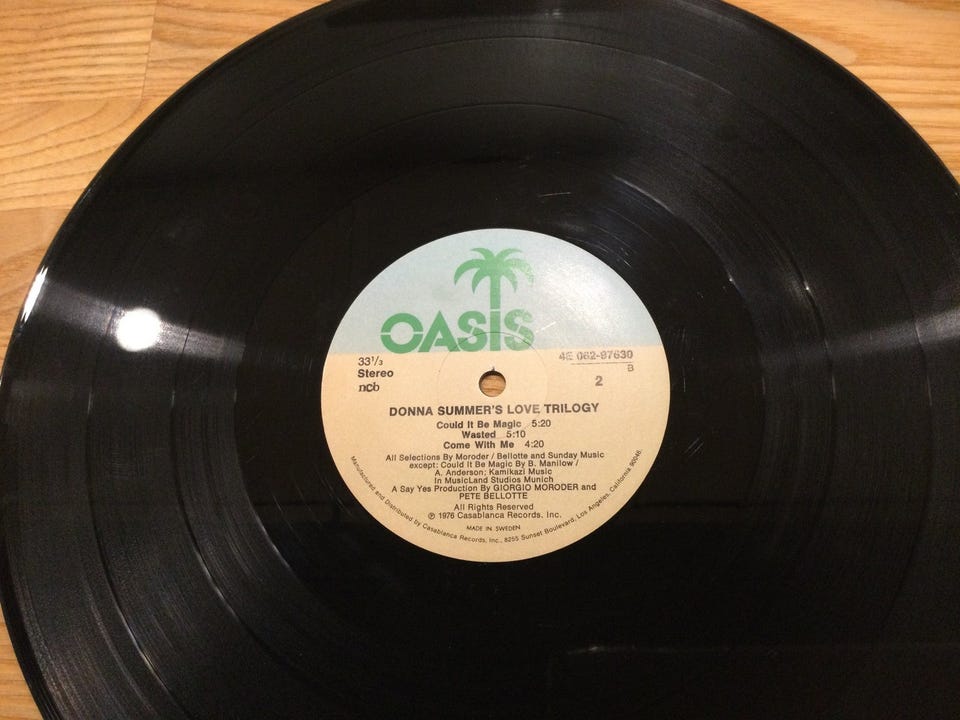 OASIS
33 1/3
Stereo
ncb
4E 062-97630
B
2
DONNA SUMMER'S LOVE TRILOGY
Could It Be Magic 5:20
Wasted 5:10
Come With Me 4:20
All Selections By Moroder / Bellotte and Sunday Music
except: Could It Be Magic By B. Manilow /
A. Anderson; Kamikazi Music
In MusicLand Studios Munich
A Say Yes Production By GIORGIO MORODER and
PETE BELLOTTE
All Rights Reserved
℗ 1976 Casablanca Records. Inc.
MADE IN SWEDEN
Manufactured and Distributed by Casablanca Records, Inc., 8255 Sunset Boulevard, Los Angeles, California 90046